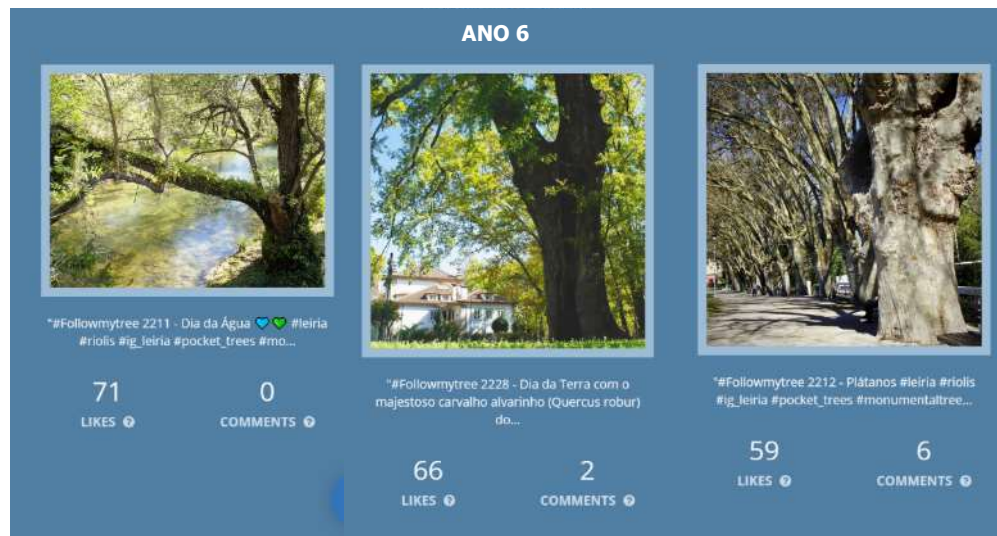 ANO 6
"#Followmytree 2211 - Dia da Água 💙💚 #leiria
#riolis #ig_leiria #pocket_trees #mo...
71
0
LIKES
COMMENTS
"#Followmytree 2228 - Dia da Terra com o
majestoso carvalho alvarinho (Quercus robur)
do...
66
2
LIKES
COMMENTS
"#Followmytree 2212 - Plátanos #leiria #riolis
#ig_leiria #pocket_trees #monumentaltree...
59
6
LIKES
COMMENTS